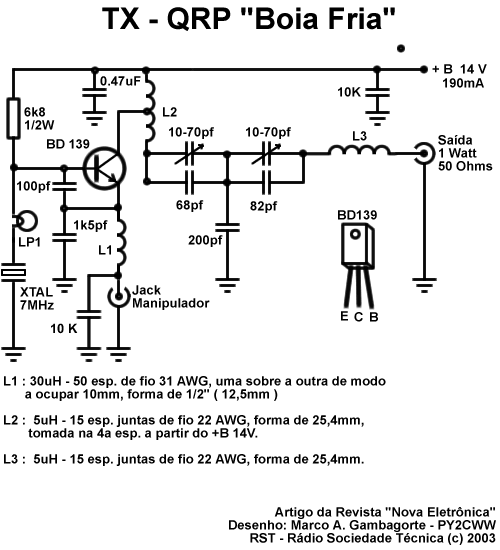 TX - QRP "Boia Fria"
+ B 14 V
190mA
0.47uF
10K
6k8
1/2W
L2
BD 139
10-70pf
10-70pf
L3
Saída
1 Watt
50 Ohms
100pf
68pf
82pf
1k5pf
LP1
L1
200pf
BD139
XTAL
7MHz
Jack
Manipulador
10 K
E C B
L1 : 30uH - 50 esp. de fio 31 AWG, uma sobre a outra de modo
a ocupar 10mm, forma de 1/2" ( 12,5mm )
L2 : 5uH - 15 esp. juntas de fio 22 AWG, forma de 25,4mm,
tomada na 4a esp. a partir do +B 14V.
L3 : 5uH - 15 esp. juntas de fio 22 AWG, forma de 25,4mm.
Artigo da Revista "Nova Eletrônica"
Desenho: Marco A. Gambagorte - PY2CWW
RST - Rádio Sociedade Técnica (c) 2003